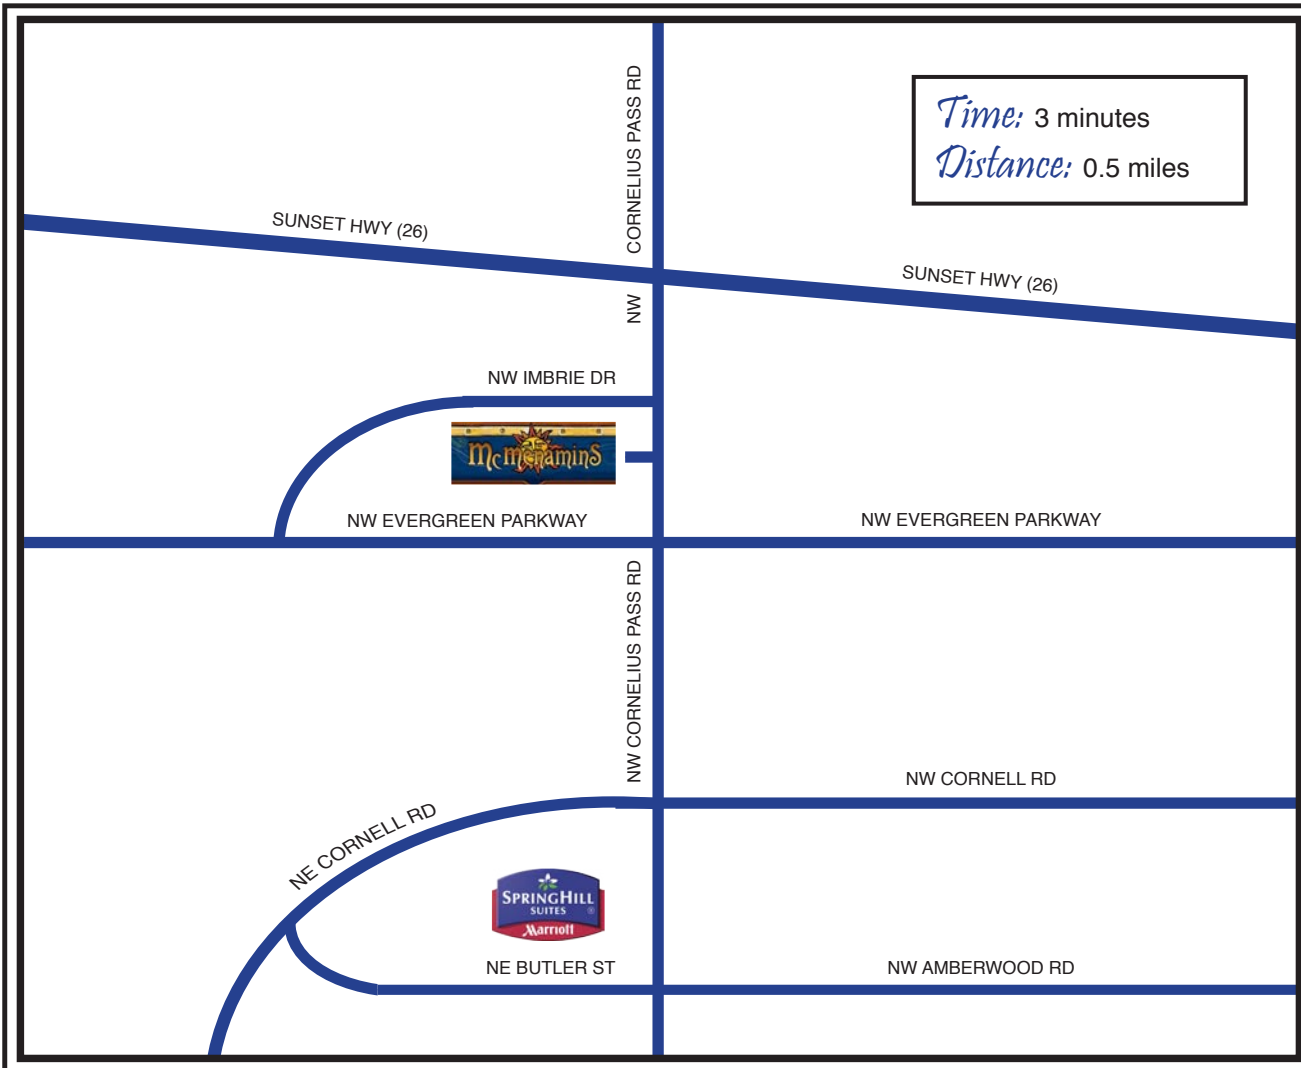 CORNELIUS PASS RD
Time: 3 minutes
Distance: 0.5 miles
SUNSET HWY (26)
SUNSET HWY (26)
NW
NW IMBRIE DR
McMenamins
NW EVERGREEN PARKWAY
NW EVERGREEN PARKWAY
NW CORNELIUS PASS RD
NW CORNELL RD
NE CORNELL RD
SPRINGHILL
SUITES ®
Marriott
NE BUTLER ST
NW AMBERWOOD RD